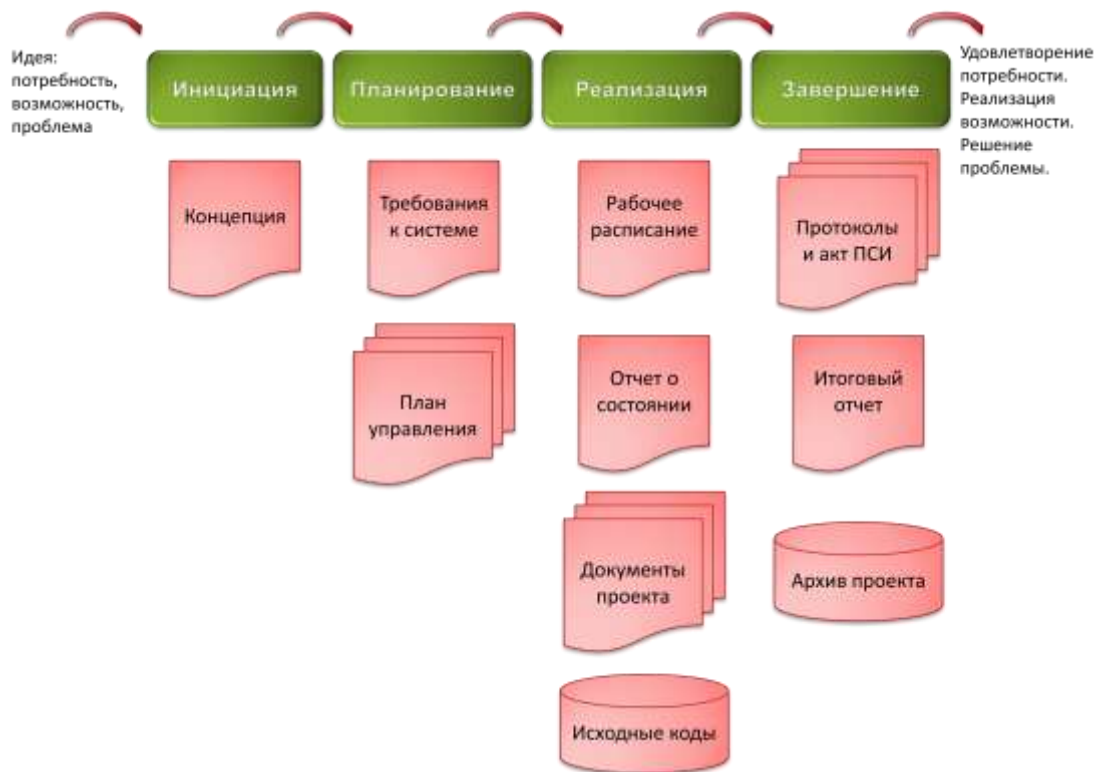 Идея:
потребность,
возможность,
проблема
Инициация
Планирование
Реализация
Завершение
Удовлетворение
потребности.
Реализация
возможности.
Решение
проблемы.
Концепция
Требования
к системе
Рабочее
расписание
Протоколы
и акт ПСИ
План
управления
Отчет о
состоянии
Итоговый
отчет
Документы
проекта
Архив проекта
Исходные коды